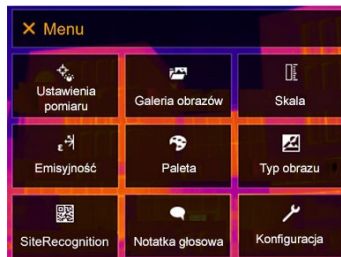 Menu
Ustawienia
pomiaru
Galeria obrazów
Skala
Emisyjność
Paleta
Typ obrazu
SiteRecognition
Notatka głosowa
Konfiguracja